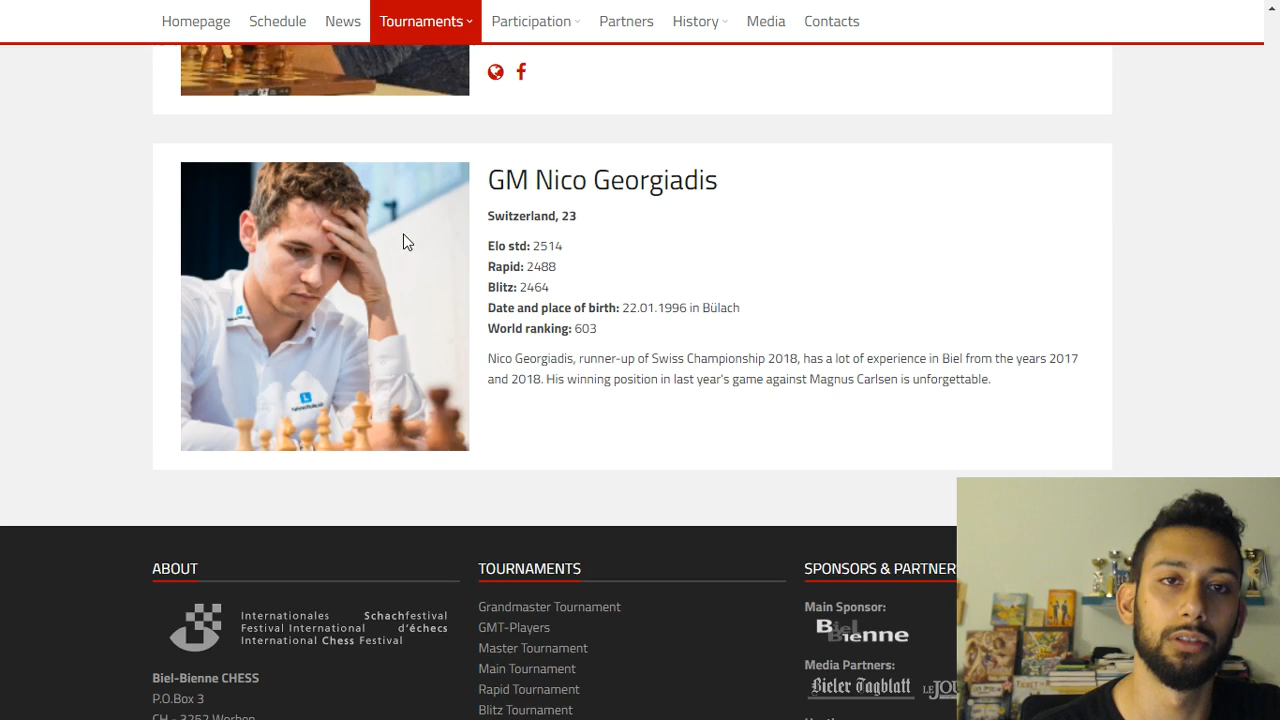 Homepage Schedule News Tournaments Participation Partners History Media Contacts
GM Nico Georgiadis
Switzerland, 23
Elo std: 2514
Rapid: 2488
Blitz: 2464
Date and place of birth: 22.01.1996 in Bülach
World ranking: 603
Nico Georgiadis, runner-up of Swiss Championship 2018, has a lot of experience in Biel from the years 2017
and 2018. His winning position in last year's game against Magnus Carlsen is unforgettable.
ABOUT
Internationales Schachfestival
Festival International d'échecs
International Chess Festival
Biel-Bienne CHESS
P.O.Box 3
CH - 3252 Worben
TOURNAMENTS
Grandmaster Tournament
GMT-Players
Master Tournament
Main Tournament
Rapid Tournament
Blitz Tournament
SPONSORS & PARTNER
Main Sponsor:
Biel Bienne
Media Partners:
Bieler Tagblatt LE JOU